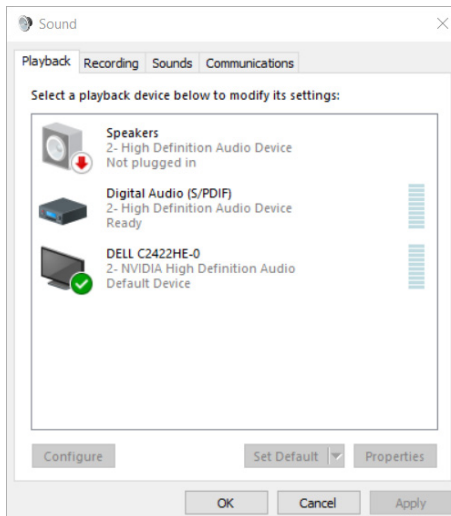 Sound
Playback Recording Sounds Communications
Select a playback device below to modify its settings:
Speakers
2- High Definition Audio Device
Not plugged in
Digital Audio (S/PDIF)
2- High Definition Audio Device
Ready
DELL C2422HE-0
2- NVIDIA High Definition Audio
Default Device
Configure Set Default Properties
OK Cancel Apply